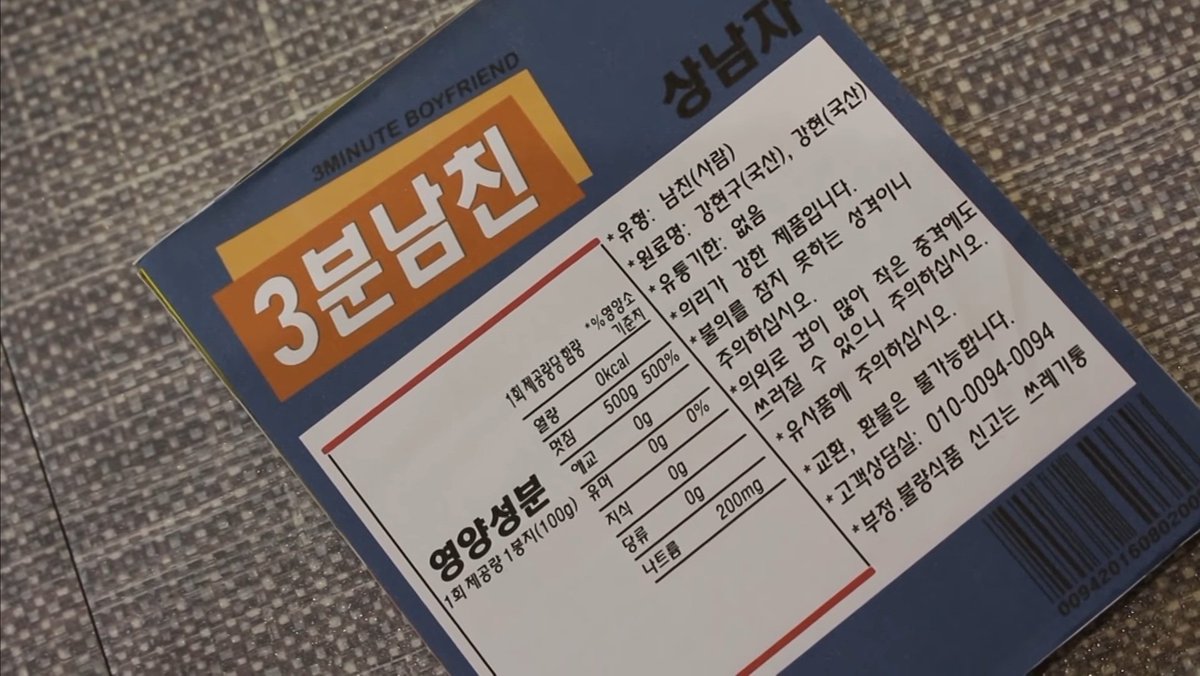 3MINUTE BOYFRIEND
3분남친
상남자
*유형: 남친(사람)
*원료명: 강현구(국산), 강현(국산)
*유통기한: 없음
*의리가 강한 제품입니다.
*불의를 참지 못하는 성격이니
주의하십시오.
*의외로 겁이 많아 작은 충격에도
쓰러질 수 있으니 주의하십시오.
*유사품에 주의하십시오.
*교환, 환불은 불가능합니다.
*고객상담실: 010-0094-0094
*부정.불량식품 신고는 쓰레기통
영양성분
1회 제공량 1봉지(100g)
1회 제공량당 함량 *%영양소
기준치
열량 0kcal
멋짐 500g 500%
애교 0g
유머 0g 0%
지식 0g
당류 0g
나트륨 200mg